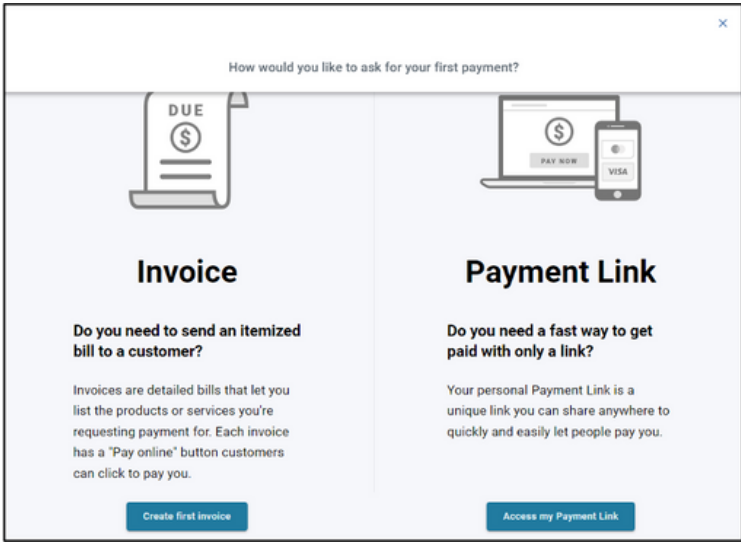 How would you like to ask for your first payment?
DUE
$
Invoice
Do you need to send an itemized
bill to a customer?
Invoices are detailed bills that let you
list the products or services you're
requesting payment for. Each invoice
has a "Pay online" button customers
can click to pay you.
Create first invoice
$
PAY NOW
VISA
Payment Link
Do you need a fast way to get
paid with only a link?
Your personal Payment Link is a
unique link you can share anywhere to
quickly and easily let people pay you.
Access my Payment Link